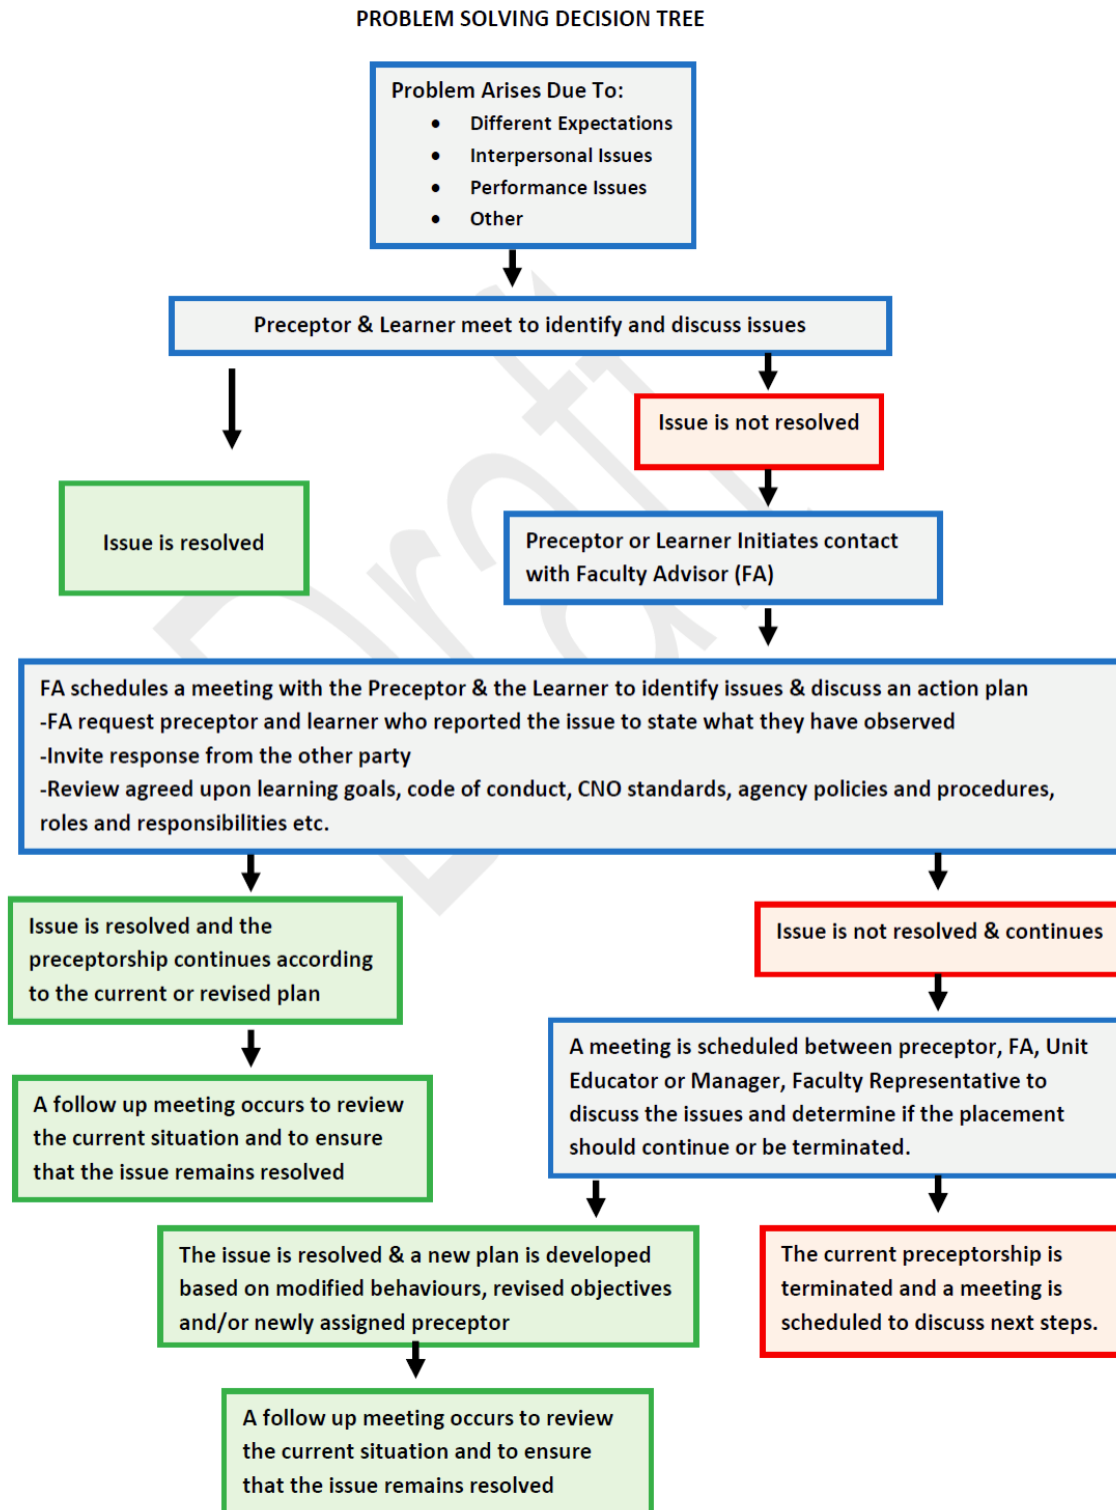 PROBLEM SOLVING DECISION TREE
Problem Arises Due To:
• Different Expectations
• Interpersonal Issues
• Performance Issues
• Other
Preceptor & Learner meet to identify and discuss issues
Issue is not resolved
Issue is resolved
Preceptor or Learner Initiates contact
with Faculty Advisor (FA)
Draft
FA schedules a meeting with the Preceptor & the Learner to identify issues & discuss an action plan
-FA request preceptor and learner who reported the issue to state what they have observed
-Invite response from the other party
-Review agreed upon learning goals, code of conduct, CNO standards, agency policies and procedures,
roles and responsibilities etc.
Issue is resolved and the
preceptorship continues according
to the current or revised plan
Issue is not resolved & continues
A follow up meeting occurs to review
the current situation and to ensure
that the issue remains resolved
A meeting is scheduled between preceptor, FA, Unit
Educator or Manager, Faculty Representative to
discuss the issues and determine if the placement
should continue or be terminated.
The issue is resolved & a new plan is developed
based on modified behaviours, revised objectives
and/or newly assigned preceptor
The current preceptorship is
terminated and a meeting is
scheduled to discuss next steps.
A follow up meeting occurs to review
the current situation and to ensure
that the issue remains resolved